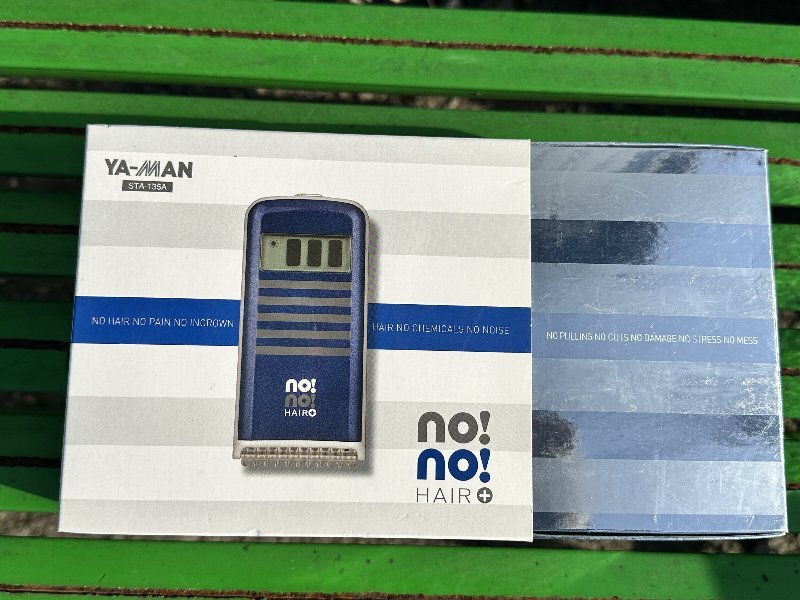 YA-MAN
STA-135A
NO HAIR NO PAIN NO INGROWN HAIR NO CHEMICALS NO NOISE
NO PULLING NO CUTS NO DAMAGE NO STRESS NO MESS
no!
no!
HAIR+
no!
no!
HAIR+